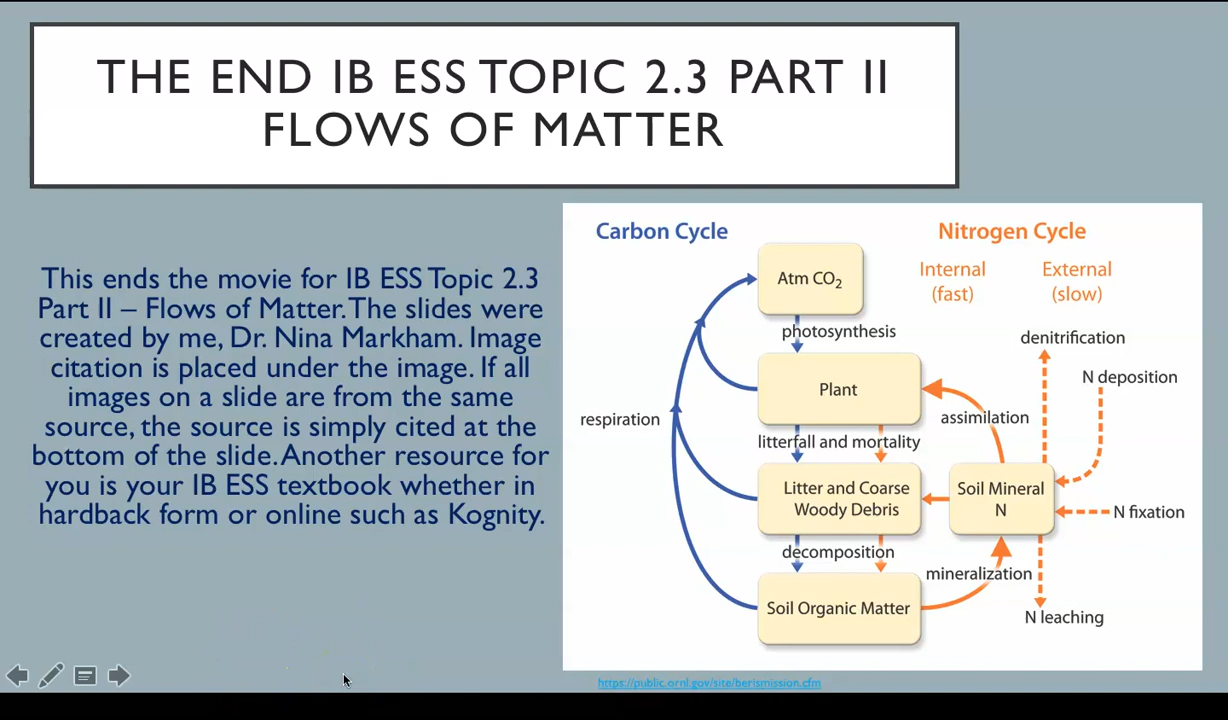 THE END IB ESS TOPIC 2.3 PART II
FLOWS OF MATTER
This ends the movie for IB ESS Topic 2.3
Part II – Flows of Matter. The slides were
created by me, Dr. Nina Markham. Image
citation is placed under the image. If all
images on a slide are from the same
source, the source is simply cited at the
bottom of the slide. Another resource for
you is your IB ESS textbook whether in
hardback form or online such as Kognity.
Carbon Cycle
Nitrogen Cycle
Internal
(fast)
External
(slow)
Atm CO₂
photosynthesis
denitrification
Plant
N deposition
respiration
assimilation
litterfall and mortality
Litter and Coarse
Woody Debris
Soil Mineral
N
N fixation
decomposition
mineralization
Soil Organic Matter
N leaching
https://public.ornl.gov/site/berismission.cfm